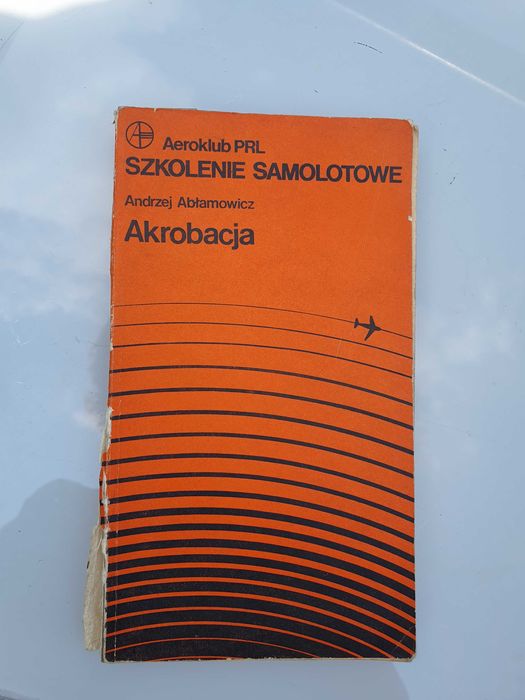 Aeroklub PRL
SZKOLENIE SAMOLOTOWE
Andrzej Abłamowicz
Akrobacja